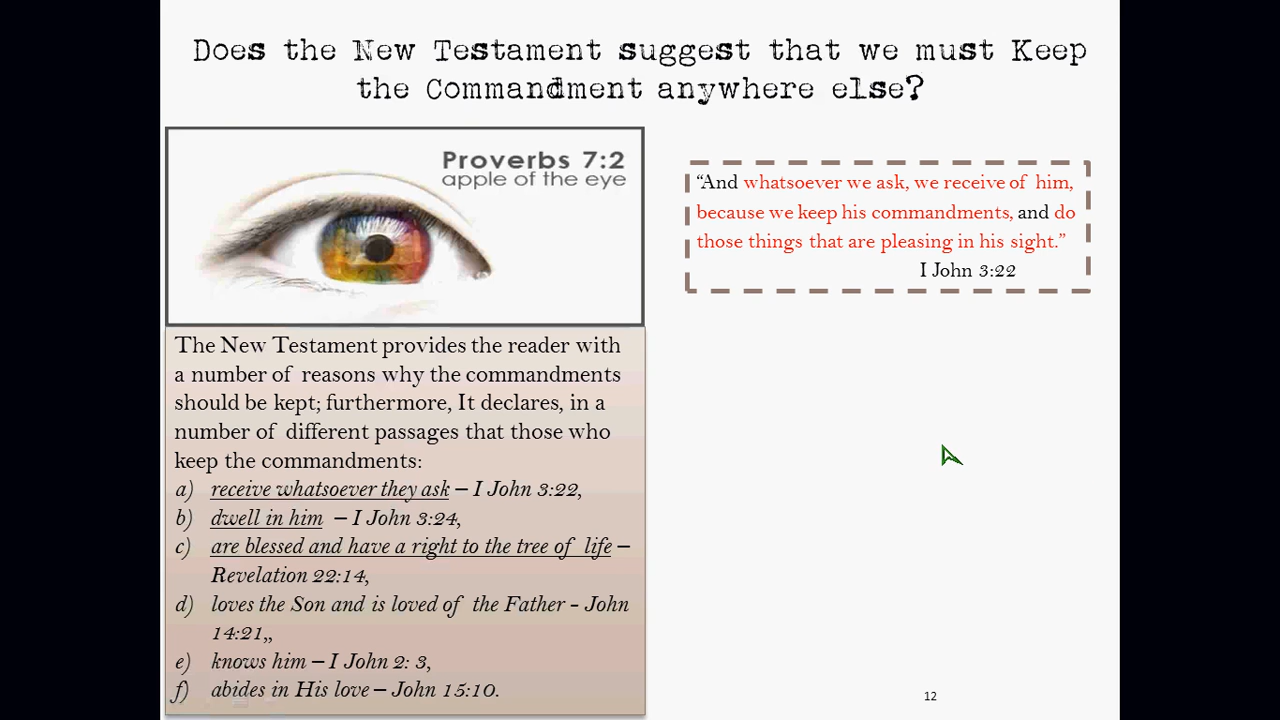 Does the New Testament suggest that we must Keep
the Commandment anywhere else?
Proverbs 7:2
apple of the eye
The New Testament provides the reader with
a number of reasons why the commandments
should be kept; furthermore, It declares, in a
number of different passages that those who
keep the commandments:
a) receive whatsoever they ask – I John 3:22,
b) dwell in him – I John 3:24,
c) are blessed and have a right to the tree of life –
Revelation 22:14,
d) loves the Son and is loved of the Father - John
14:21,,
e) knows him – I John 2: 3,
f) abides in His love – John 15:10.
“And whatsoever we ask, we receive of him,
because we keep his commandments, and do
those things that are pleasing in his sight.”
I John 3:22
12